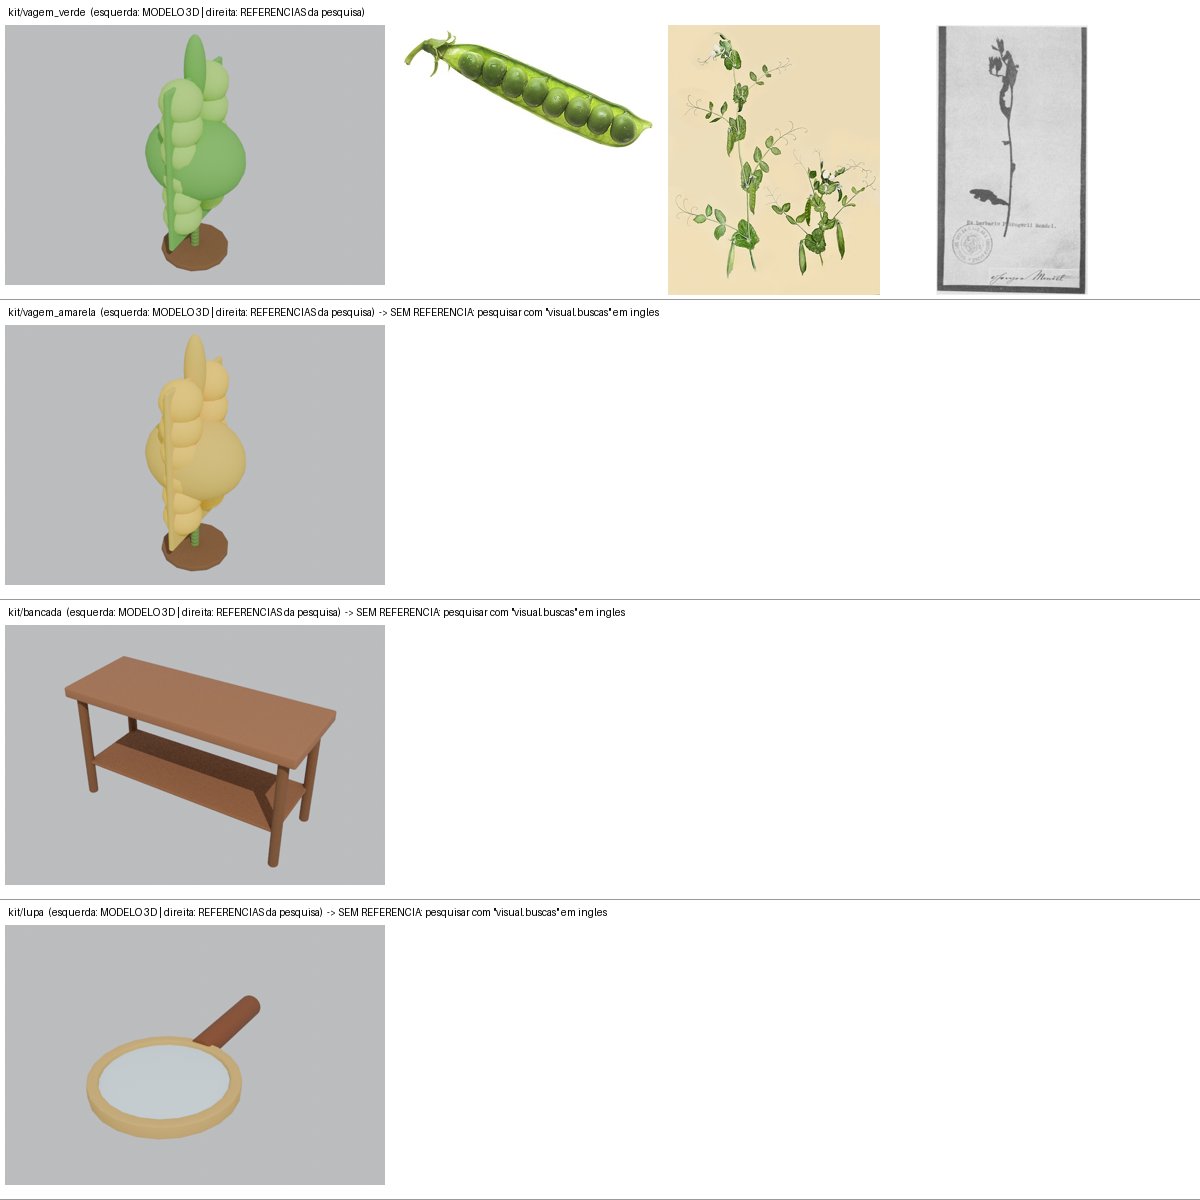 kit/vagem_verde (esquerda: MODELO 3D | direita: REFERENCIAS da pesquisa)
kit/vagem_amarela (esquerda: MODELO 3D | direita: REFERENCIAS da pesquisa) -> SEM REFERENCIA: pesquisar com "visual.buscas" em ingles
kit/bancada (esquerda: MODELO 3D | direita: REFERENCIAS da pesquisa) -> SEM REFERENCIA: pesquisar com "visual.buscas" em ingles
kit/lupa (esquerda: MODELO 3D | direita: REFERENCIAS da pesquisa) -> SEM REFERENCIA: pesquisar com "visual.buscas" em ingles